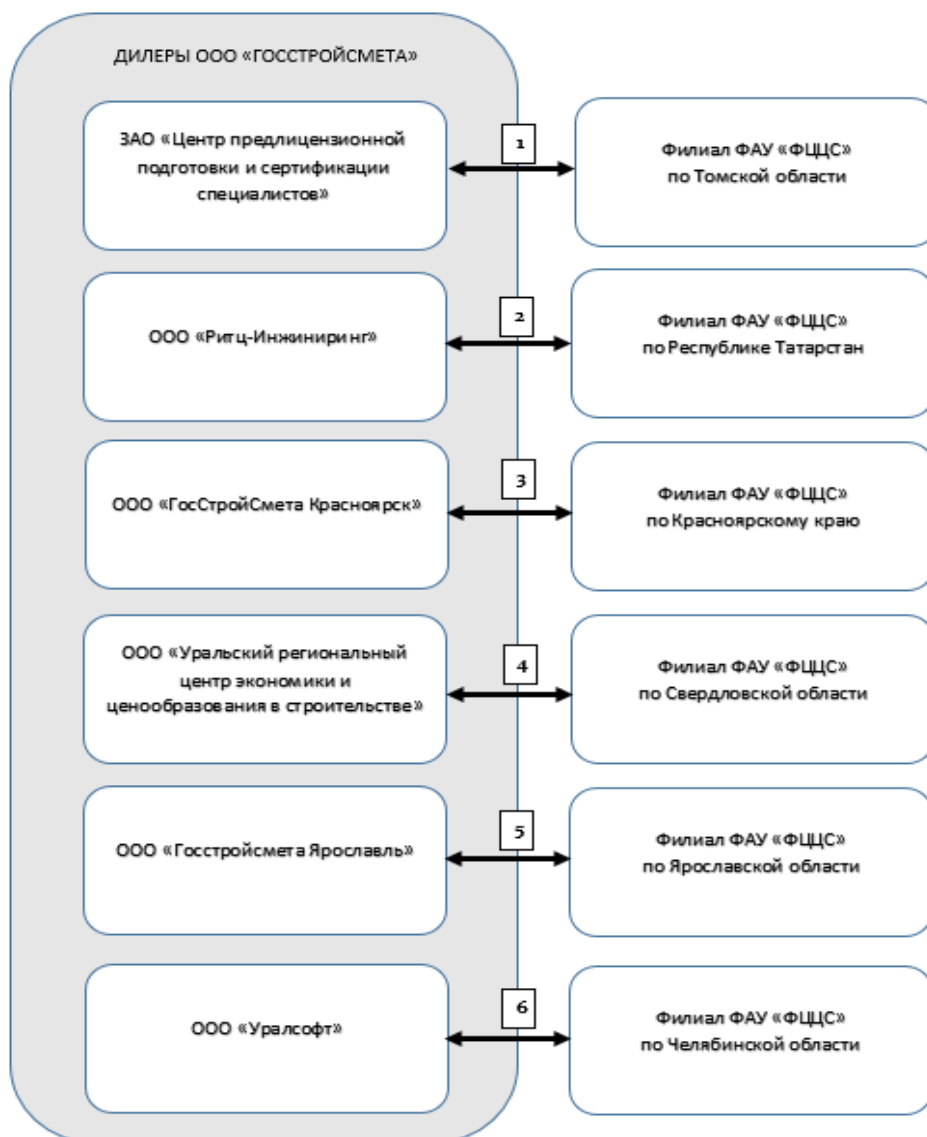 ДИЛЕРЫ ООО «ГОССТРОЙСМЕТА»
ЗАО «Центр предлицензионной
подготовки и сертификации
специалистов»
1
Филиал ФАУ «ФЦЦС»
по Томской области
ООО «Ритц-Инжиниринг»
2
Филиал ФАУ «ФЦЦС»
по Республике Татарстан
ООО «ГосСтройСмета Красноярск»
3
Филиал ФАУ «ФЦЦС»
по Красноярскому краю
ООО «Уральский региональный
центр экономики и
ценообразования в строительстве»
4
Филиал ФАУ «ФЦЦС»
по Свердловской области
ООО «Госстройсмета Ярославль»
5
Филиал ФАУ «ФЦЦС»
по Ярославской области
ООО «Уралсофт»
6
Филиал ФАУ «ФЦЦС»
по Челябинской области